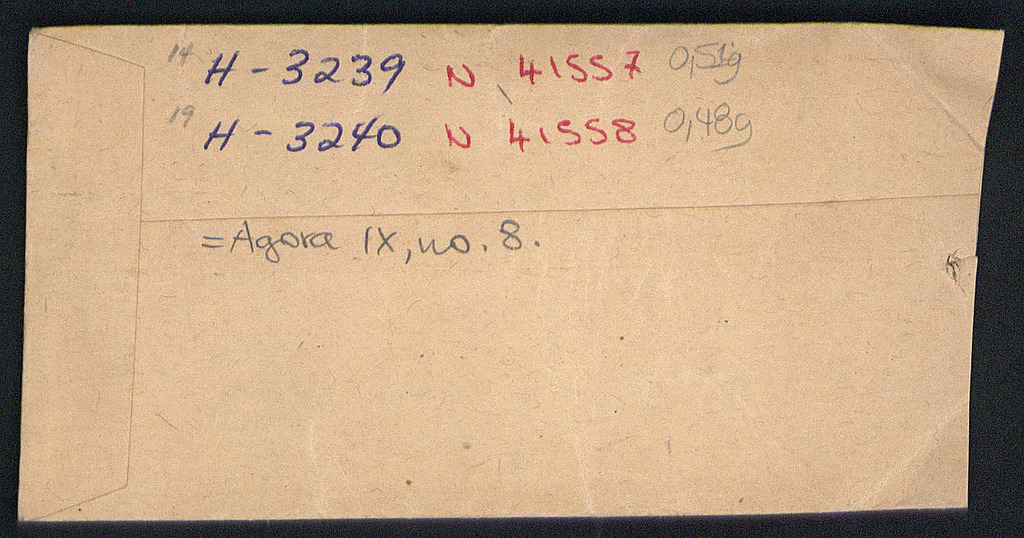 14 H - 3239 N 41557 0,51g
19 H - 3240 N 41558 0,48g
= Agora IX, no. 8.